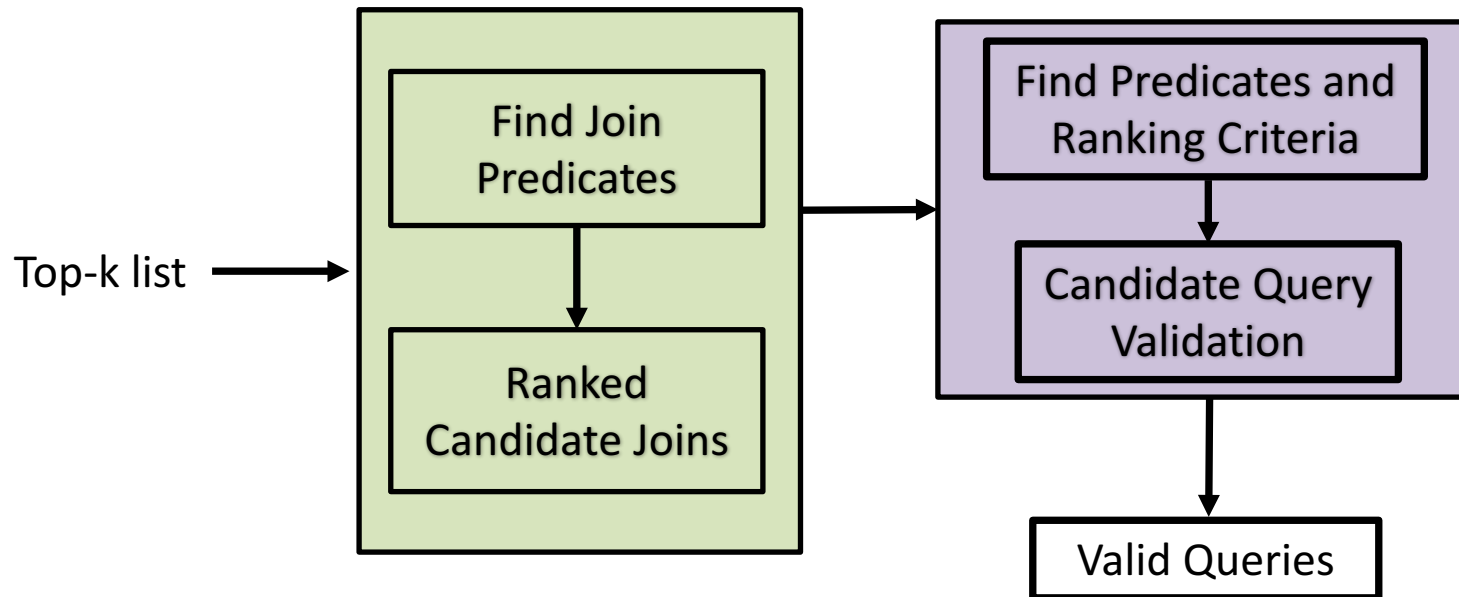 Top-k list
Find Join
Predicates
Ranked
Candidate Joins
Find Predicates and
Ranking Criteria
Candidate Query
Validation
Valid Queries